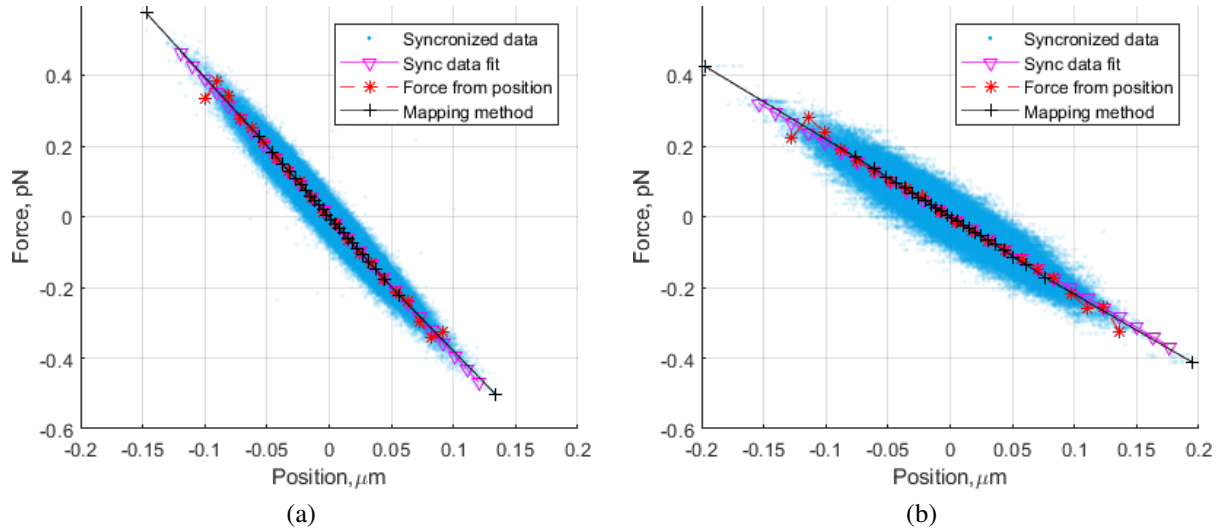 Syncronized data
Sync data fit
Force from position
Mapping method
0.4
0.2
0
-0.2
-0.4
-0.6
Force, pN
-0.2
-0.15
-0.1
-0.05
0
0.05
0.1
0.15
0.2
Position, μm
(a)
Syncronized data
Sync data fit
Force from position
Mapping method
0.4
0.2
0
-0.2
-0.4
-0.6
Force, pN
-0.2
-0.15
-0.1
-0.05
0
0.05
0.1
0.15
0.2
Position, μm
(b)